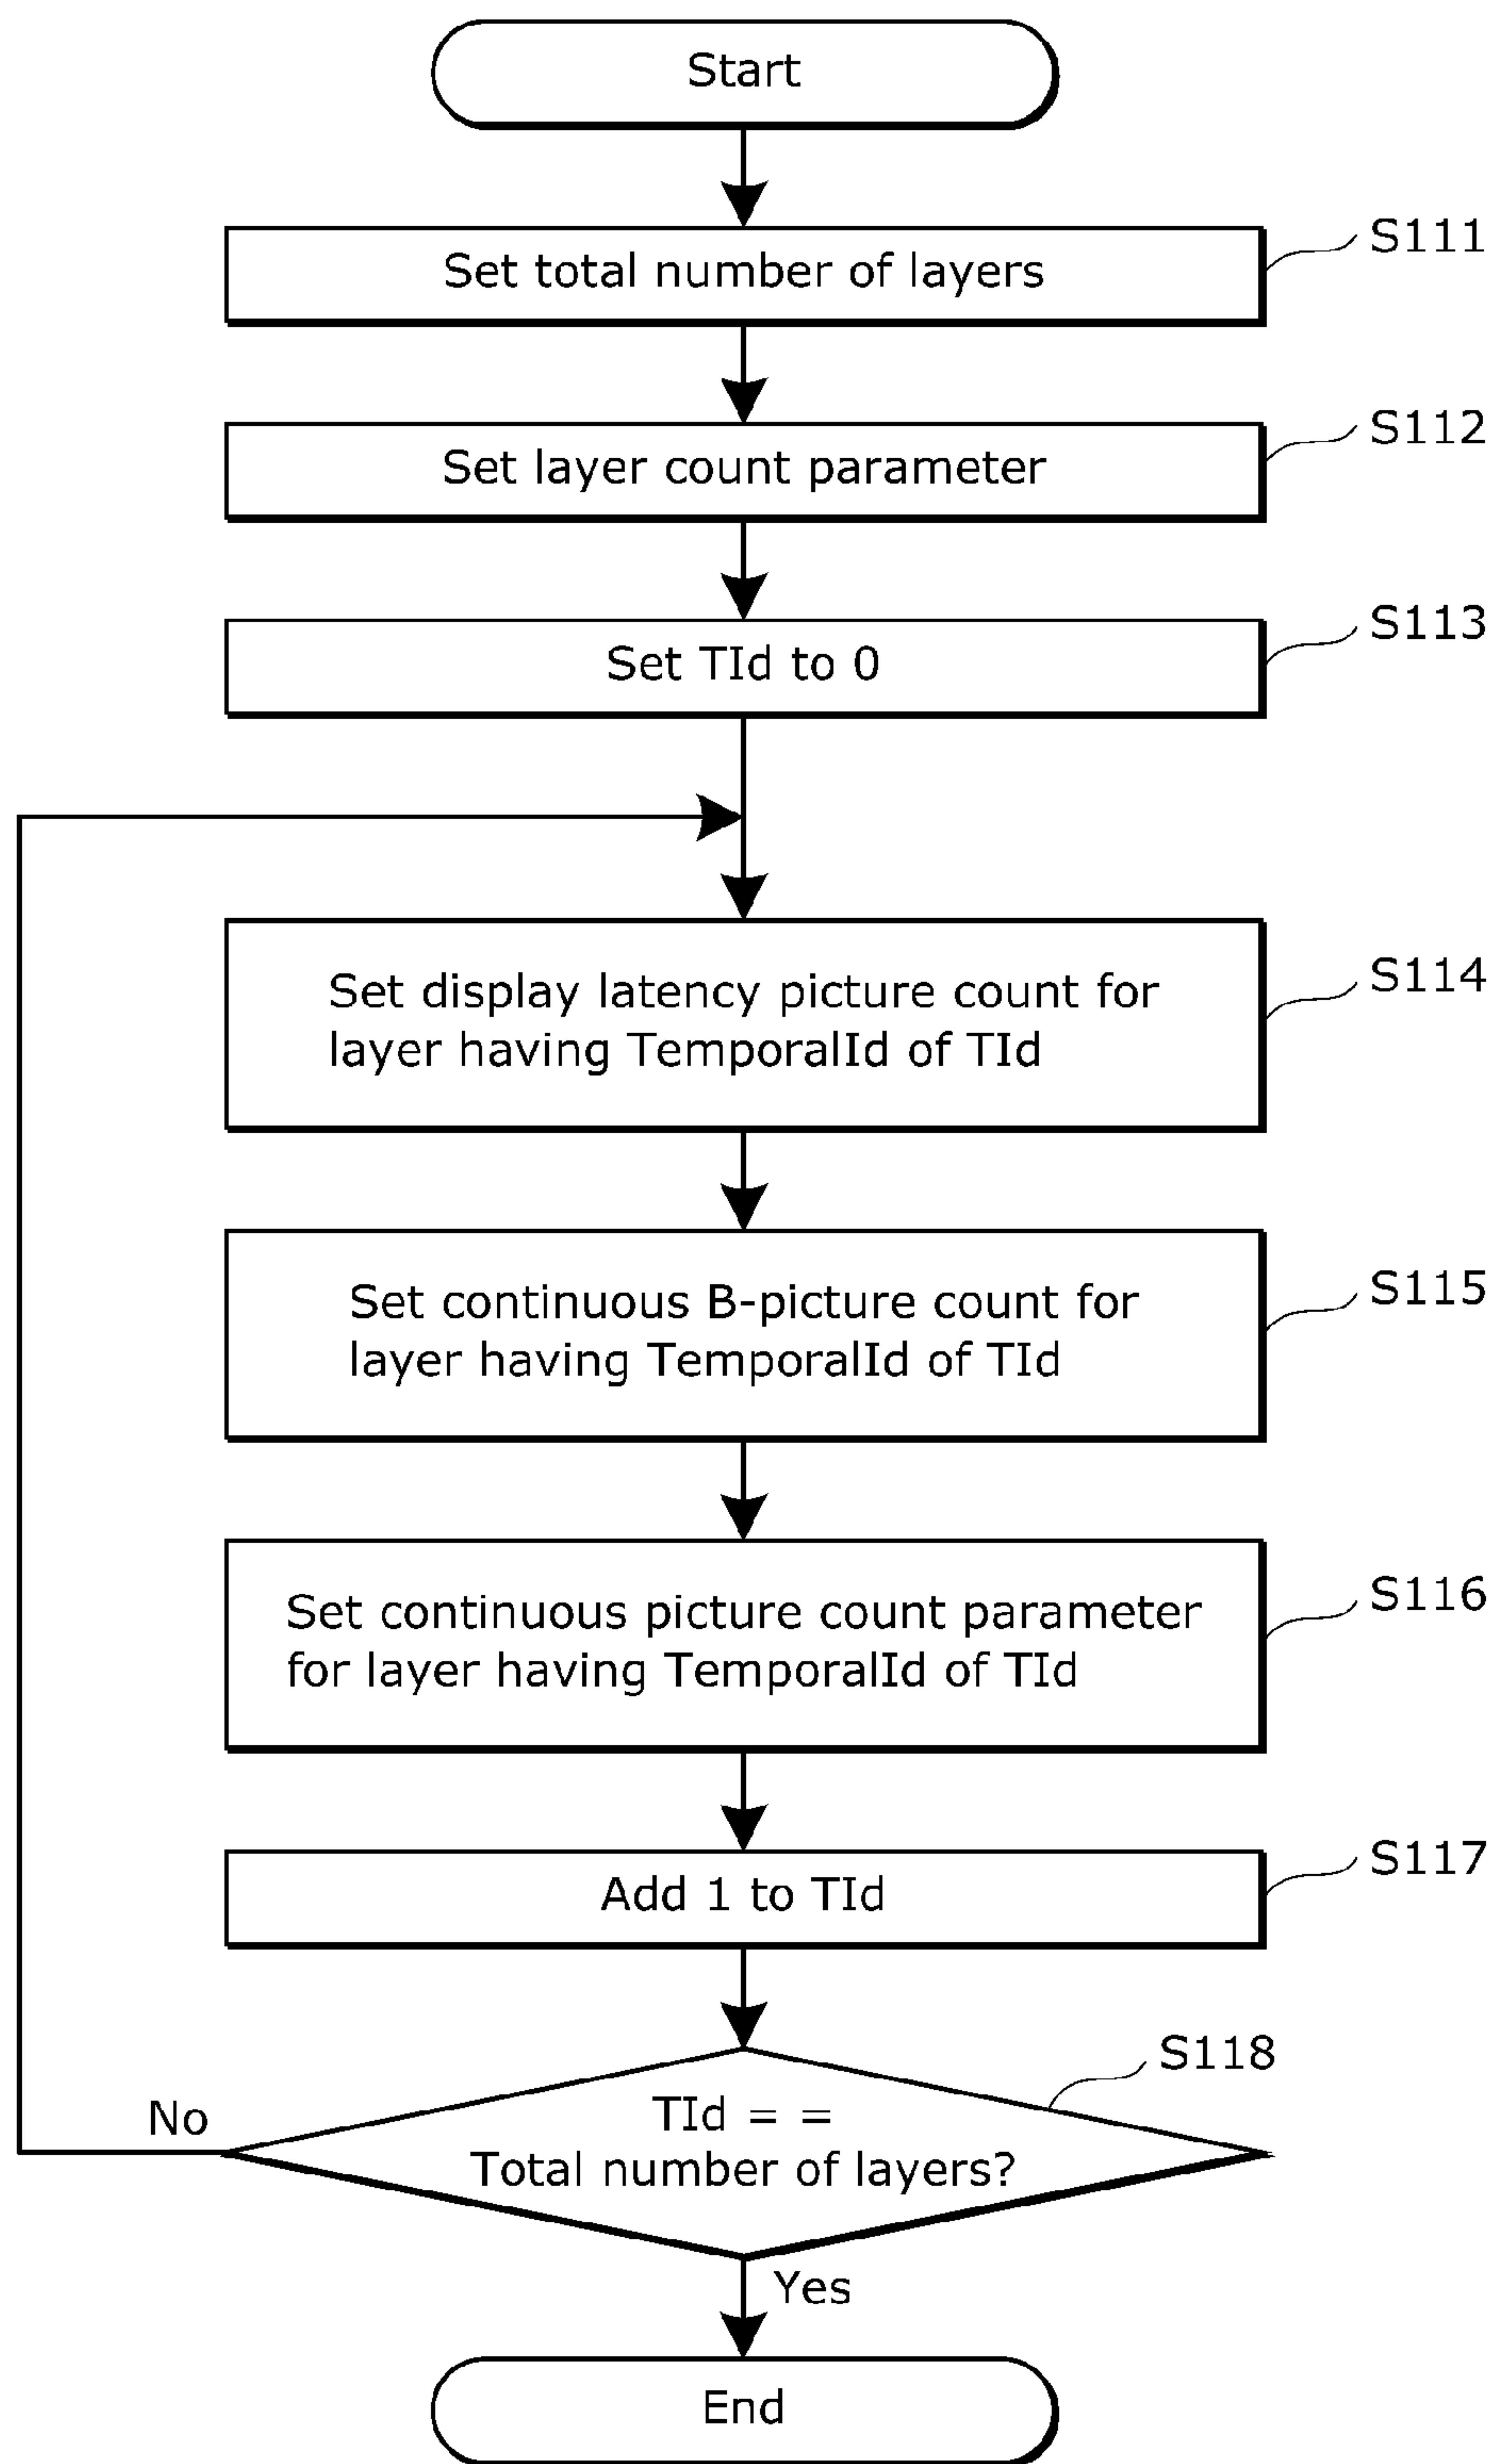 Start
Set total number of layers
S111
Set layer count parameter
S112
Set TId to 0
S113
Set display latency picture count for
layer having TemporalId of TId
S114
Set continuous B-picture count for
layer having TemporalId of TId
S115
Set continuous picture count parameter
for layer having TemporalId of TId
S116
Add 1 to TId
S117
S118
TId = =
Total number of layers?
No
Yes
End